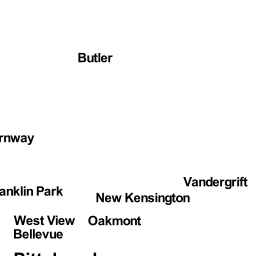 Butler
rnway
Vandergrift
anklin Park
New Kensington
West View
Oakmont
Bellevue